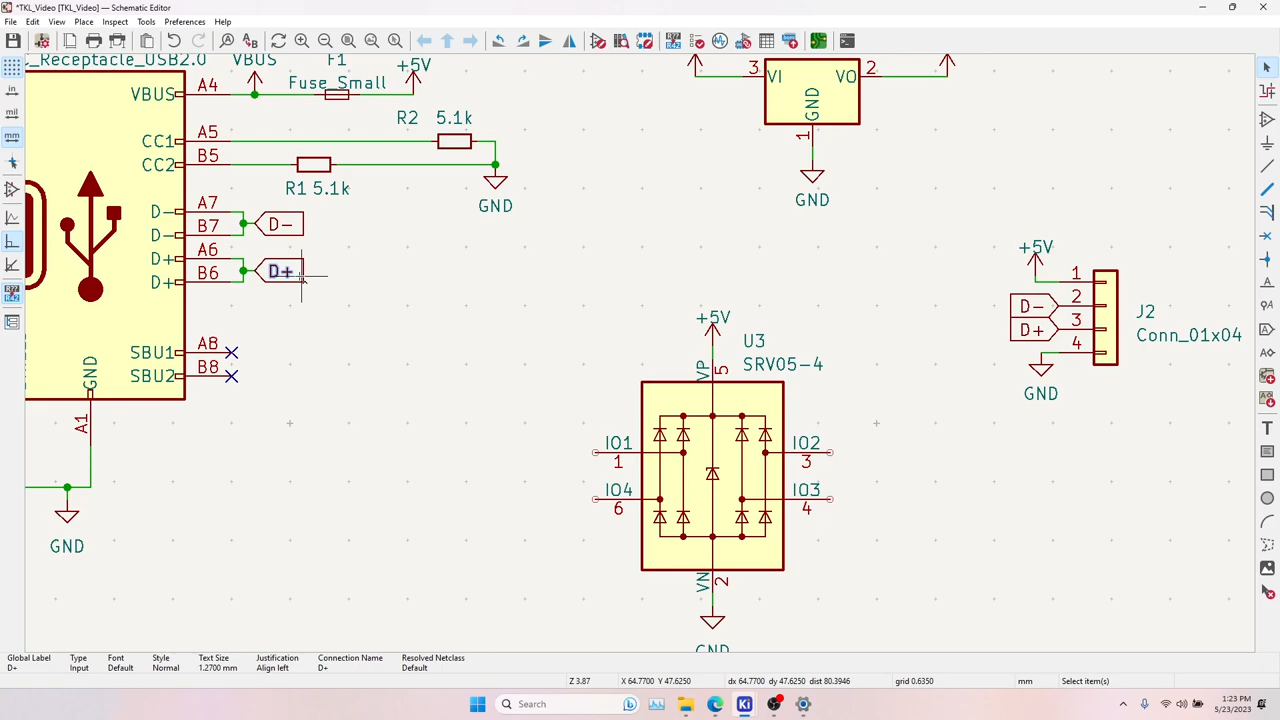 *TKL_Video [TKL_Video] — Schematic Editor
File Edit View Place Inspect Tools Preferences Help
_Receptacle_USB2.0
VBUS
F1
+5V
Fuse_Small
VBUS
A4
R2 5.1k
CC1
A5
CC2
B5
R1 5.1k
GND
D-
A7
D-
B7
D-
D+
A6
D+
B6
D+
SBU1
A8
SBU2
B8
GND
A1
GND
3
VI
VO
2
GND
1
GND
+5V
1
D-
2
D+
3
4
GND
J2
Conn_01x04
+5V
U3
SRV05-4
VP
5
IO1
1
IO2
3
IO4
6
IO3
4
VN
2
GND
in
mil
mm
R??
R42
Global Label Type Font Style Text Size Justification Connection Name Resolved Netclass
D+ Input Default Normal 1.2700 mm Align left D+ Default
Z 3.87 X 64.7700 Y 47.6250 dx 64.7700 dy 47.6250 dist 80.3946 grid 0.6350 mm Select item(s)
Search
1:23 PM
5/23/2023